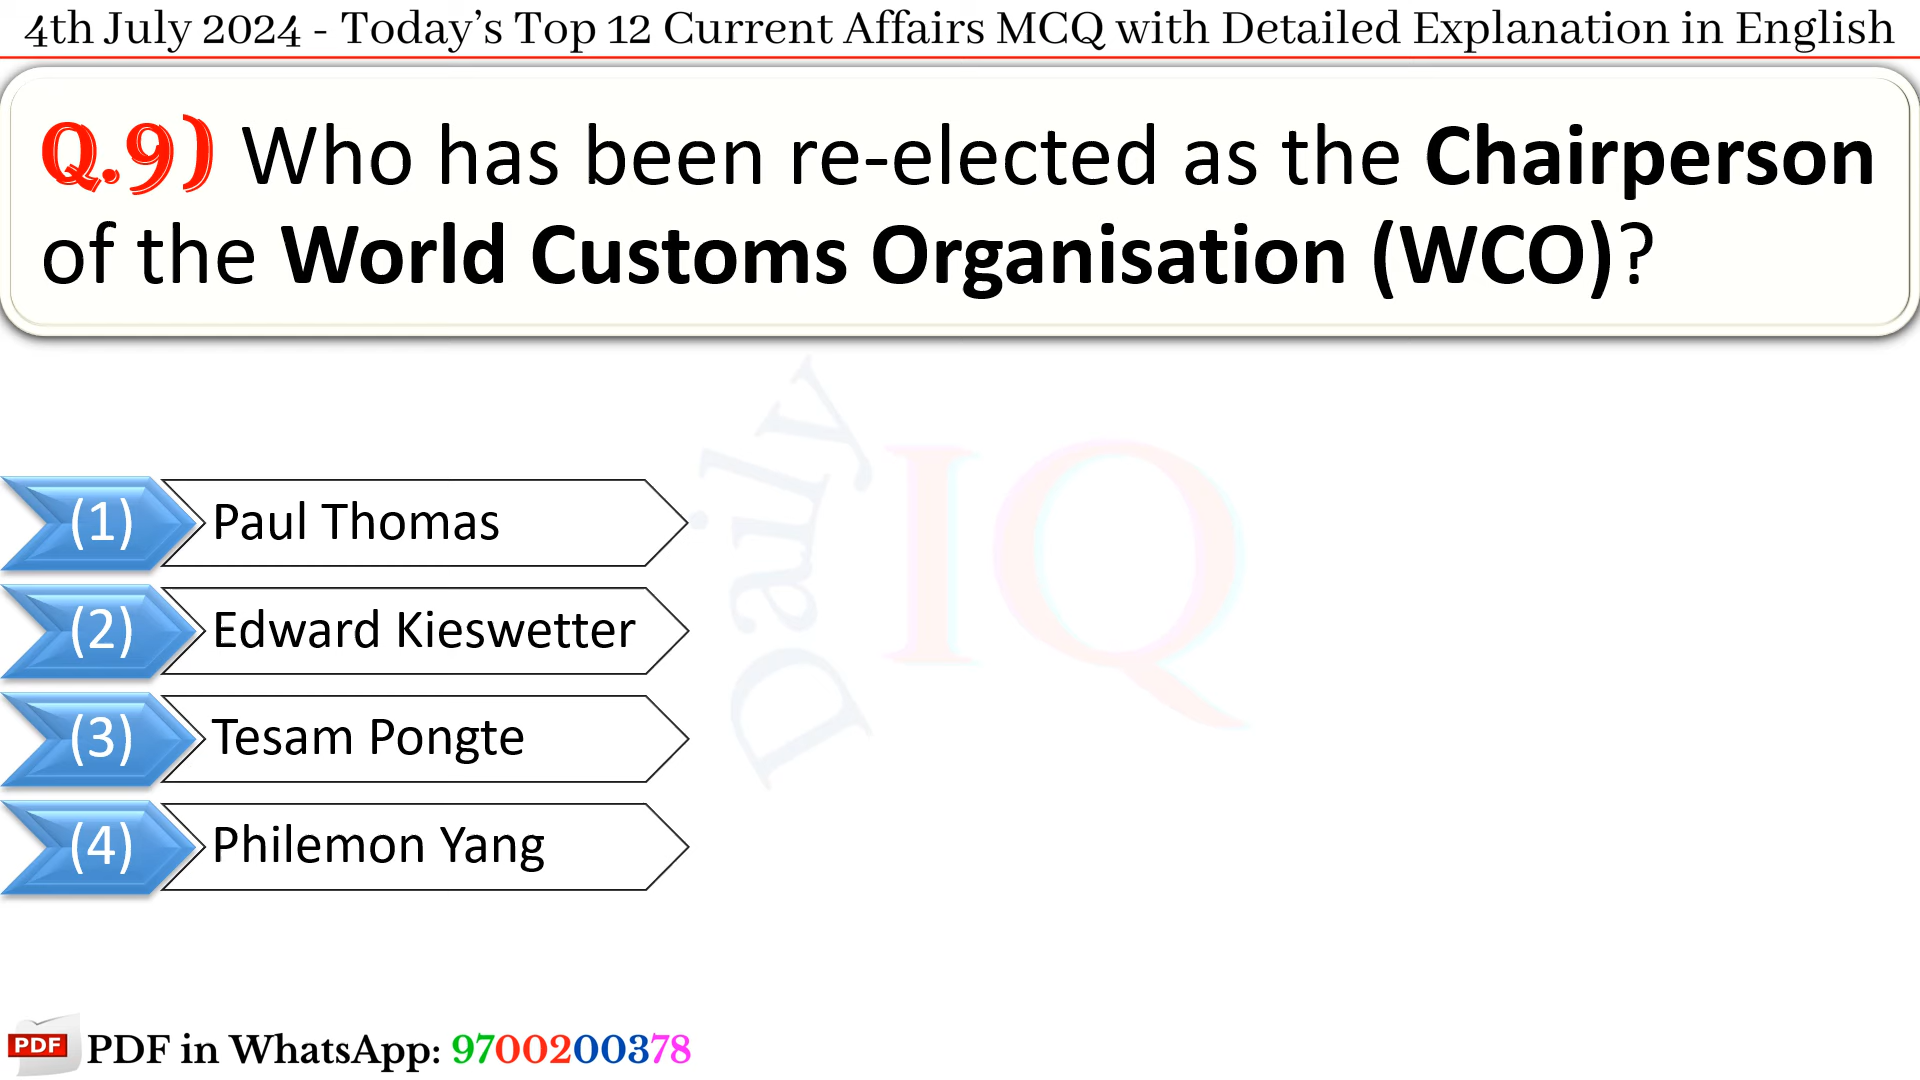 4th July 2024 - Today’s Top 12 Current Affairs MCQ with Detailed Explanation in English
Q.9) Who has been re-elected as the Chairperson
of the World Customs Organisation (WCO)?
Daily IQ
(1) Paul Thomas
(2) Edward Kieswetter
(3) Tesam Pongte
(4) Philemon Yang
PDF PDF in WhatsApp: 9700200378